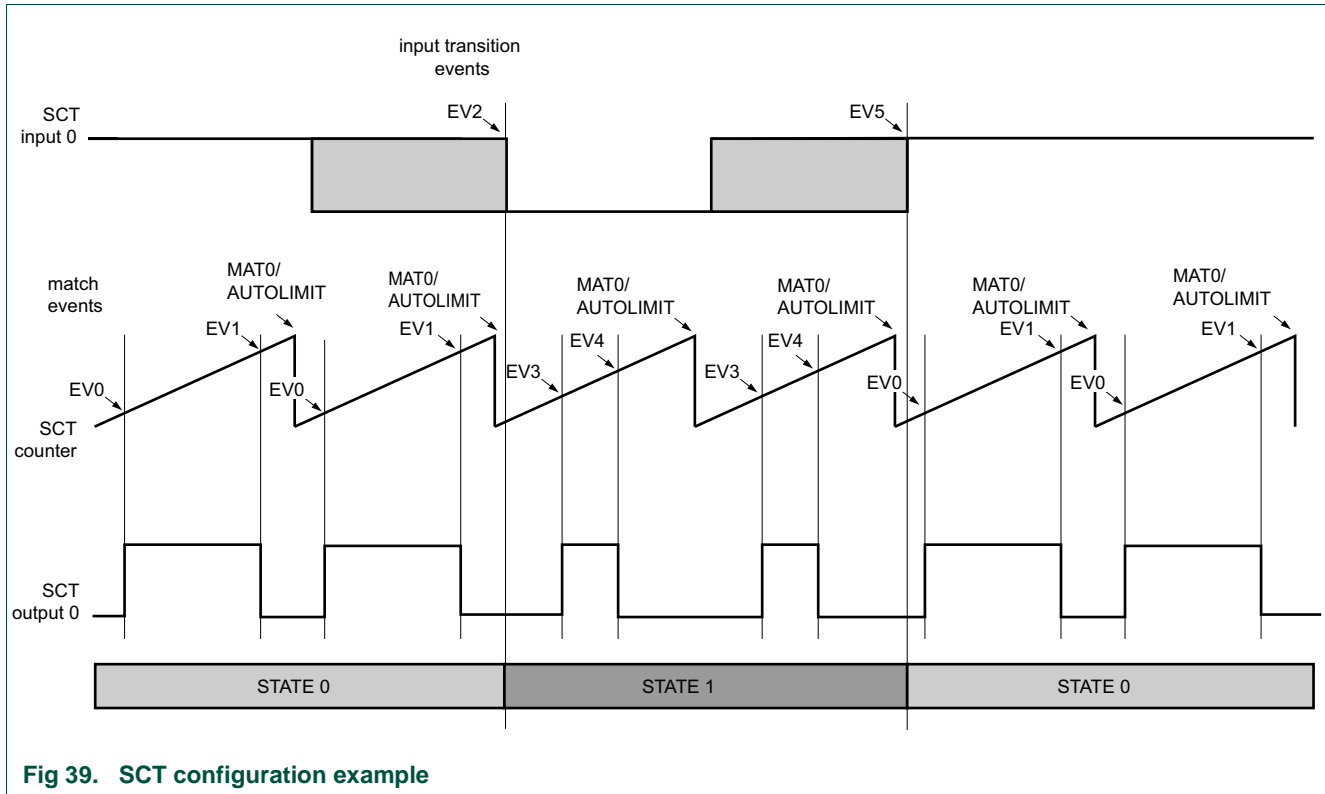 input transition
events
SCT
input 0
EV2
EV5
match
events
MAT0/
AUTOLIMIT
MAT0/
AUTOLIMIT
MAT0/
AUTOLIMIT
MAT0/
AUTOLIMIT
MAT0/
AUTOLIMIT
MAT0/
AUTOLIMIT
EV0
EV1
EV0
EV1
EV3
EV4
EV3
EV4
EV0
EV1
EV0
EV1
SCT
counter
SCT
output 0
STATE 0
STATE 1
STATE 0
Fig 39. SCT configuration example